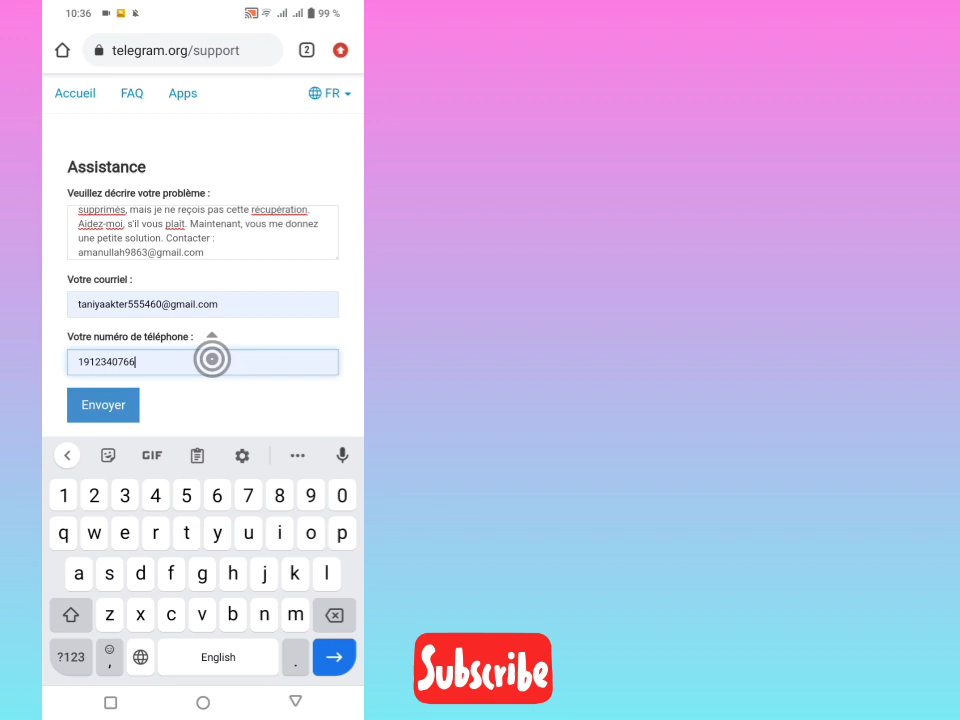 10:36
99 %
telegram.org/support
2
Accueil FAQ Apps FR
Assistance
Veuillez décrire votre problème :
supprimés, mais je ne reçois pas cette récupération.
Aidez-moi, s'il vous plaît. Maintenant, vous me donnez
une petite solution. Contacter :
amanullah9863@gmail.com
Votre courriel :
taniyaakter555460@gmail.com
Votre numéro de téléphone :
1912340766
Envoyer
GIF
1 2 3 4 5 6 7 8 9 0
q w e r t y u i o p
a s d f g h j k l
z x c v b n m
?123 , English .
Subscribe